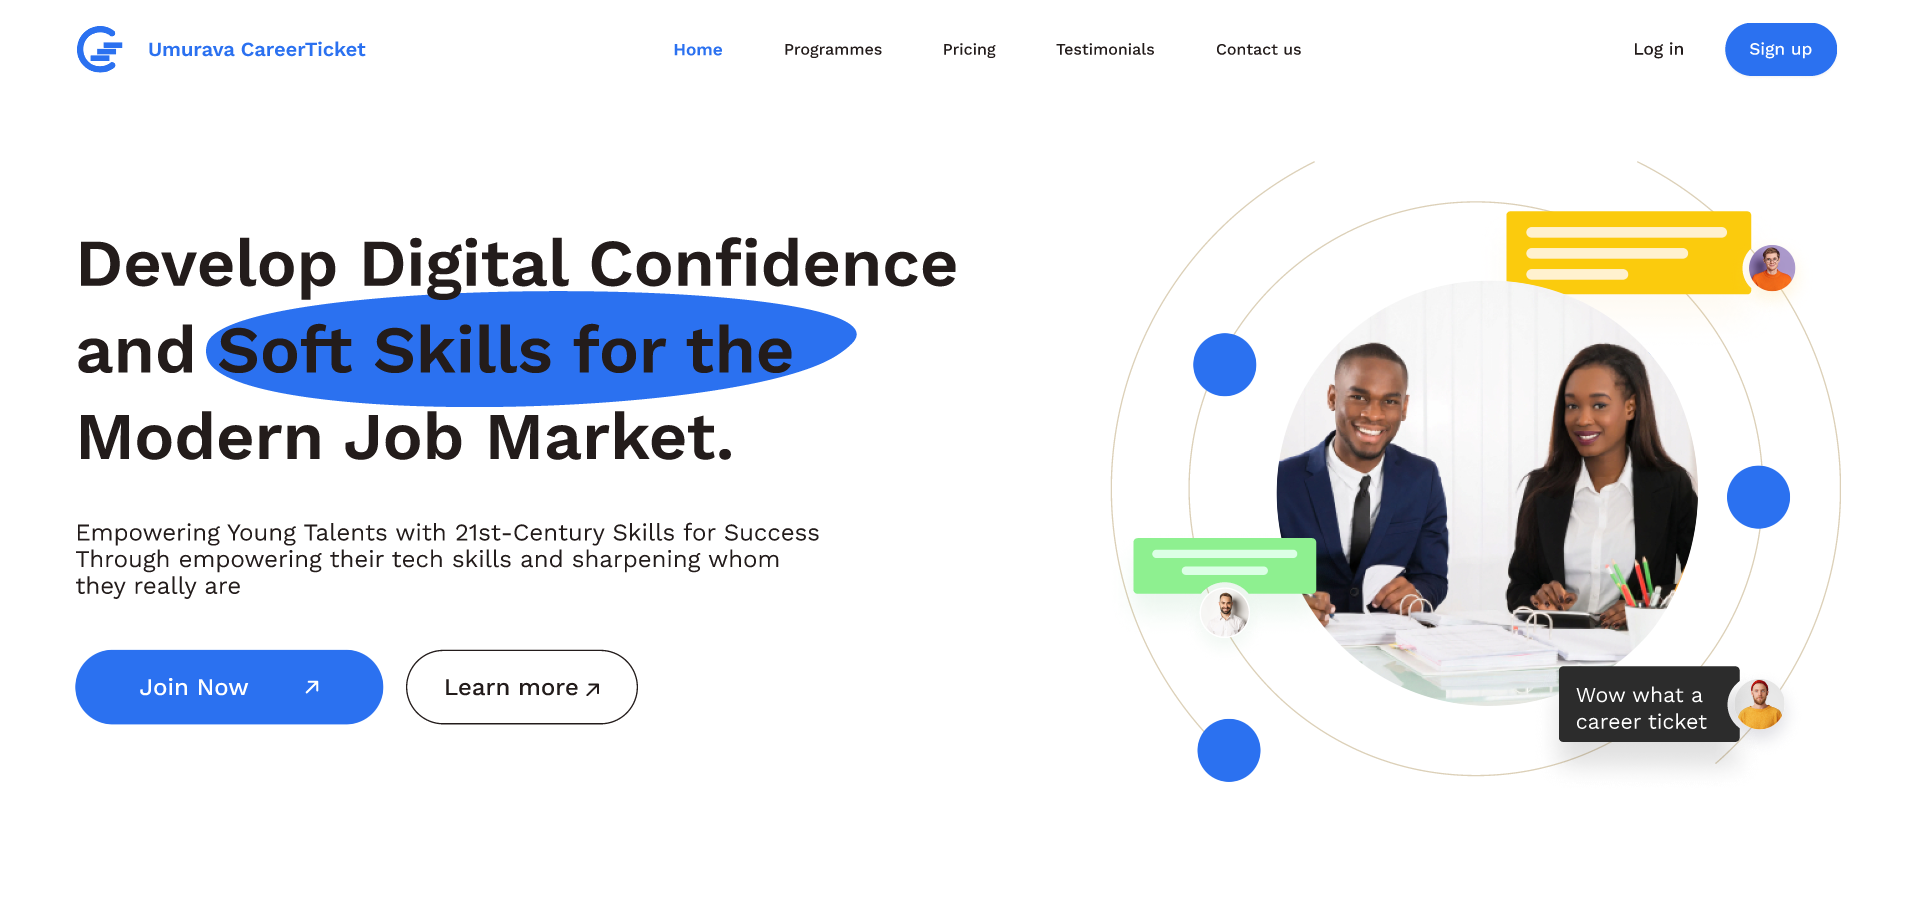 Umurava CareerTicket
Home
Programmes
Pricing
Testimonials
Contact us
Log in
Sign up
Develop Digital Confidence
and Soft Skills for the
Modern Job Market.
Empowering Young Talents with 21st-Century Skills for Success
Through empowering their tech skills and sharpening whom
they really are
Join Now
Learn more
Wow what a
career ticket